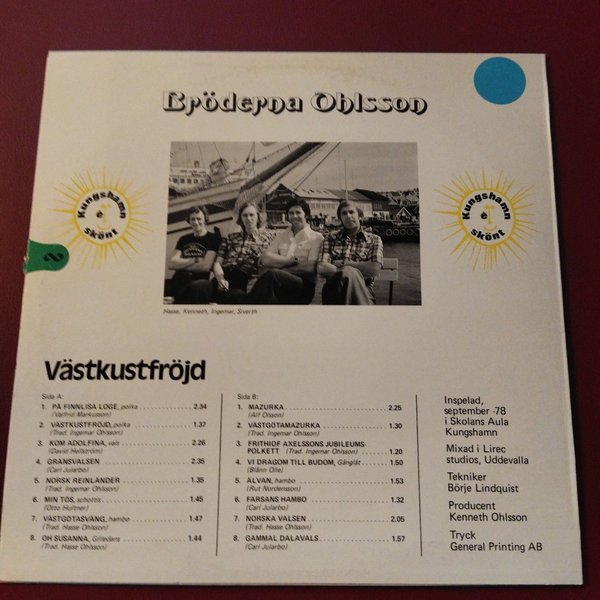 Bröderna Ohlsson
Kungshamn
é
skönt
Kungshamn
é
skönt
Hasse, Kenneth, Ingemar, Siverth
Västkustfröjd
Side A:
1. PÅ FINNLISA LOGE, polka 2.34
(Valfrid Markusson)
2. VÄSTKUSTFRÖJD, polka 1.37
(Trad. Ingemar Ohlsson)
3. KOM ADOLFINA, vals 2.26
(David Hellström)
4. GRANSVALSEN 2.35
(Carl Jularbo)
5. NORSK REINLÄNDER 1.35
(Trad. Ingemar Ohlsson)
6. MIN TÖS, schottis 1.45
(Otto Hultner)
7. VÄSTGÖTASVÄNG, hambo 1.47
(Trad. Hasse Ohlsson)
8. OH SUSANNA, Gilledans 1.44
(Trad. Hasse Ohlsson)
Sida B:
1. MAZURKA 2.25
(Alf Olsson)
2. VÄSTGÖTAMAZURKA 1.30
(Trad. Ingemar Ohlsson)
3. FRITHIOF AXELSSONS JUBILEUMS-
POLKETT (Trad. Ingemar Ohlsson) 1.20
4. VI DRAGOM TILL BUDOM, Gånglåt 1.50
(Blånn Olle)
5. ÄLVAN, hambo 1.53
(Rut Nordensson)
6. FARSANS HAMBO 1.32
(Carl Jularbo)
7. NORSKA VALSEN 2.05
(Trad. Hasse Ohlsson)
8. GAMMAL DALAVALS 1.57
(Carl Jularbo)
Inspelad,
september -78
i Skolans Aula
Kungshamn
Mixad i Lirec
studios, Uddevalla
Tekniker
Börje Lindquist
Producent
Kenneth Ohlsson
Tryck
General Printing AB